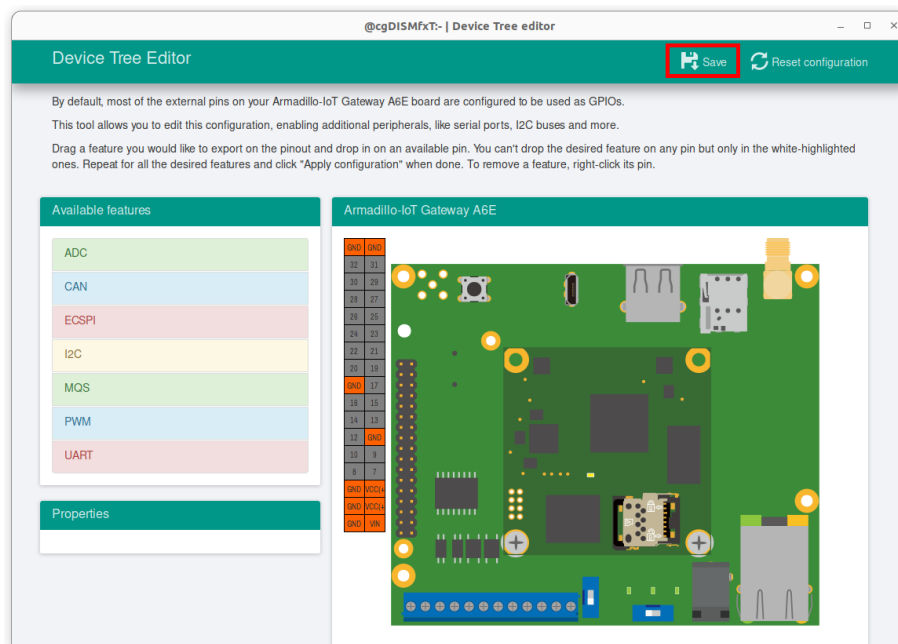 @cgDISMfxT:- | Device Tree editor
Device Tree Editor
Save
Reset configuration
By default, most of the external pins on your Armadillo-IoT Gateway A6E board are configured to be used as GPIOs.
This tool allows you to edit this configuration, enabling additional peripherals, like serial ports, I2C buses and more.
Drag a feature you would like to export on the pinout and drop in on an available pin. You can't drop the desired feature on any pin but only in the white-highlighted
ones. Repeat for all the desired features and click "Apply configuration" when done. To remove a feature, right-click its pin.
Available features
ADC
CAN
ECSPI
I2C
MQS
PWM
UART
Properties
Armadillo-IoT Gateway A6E
GND GND
32 31
30 29
28 27
26 25
24 23
22 21
20 19
GND 17
16 15
14 13
12 GND
10 9
8 7
GND VCC(+
GND VCC(+
GND VIN